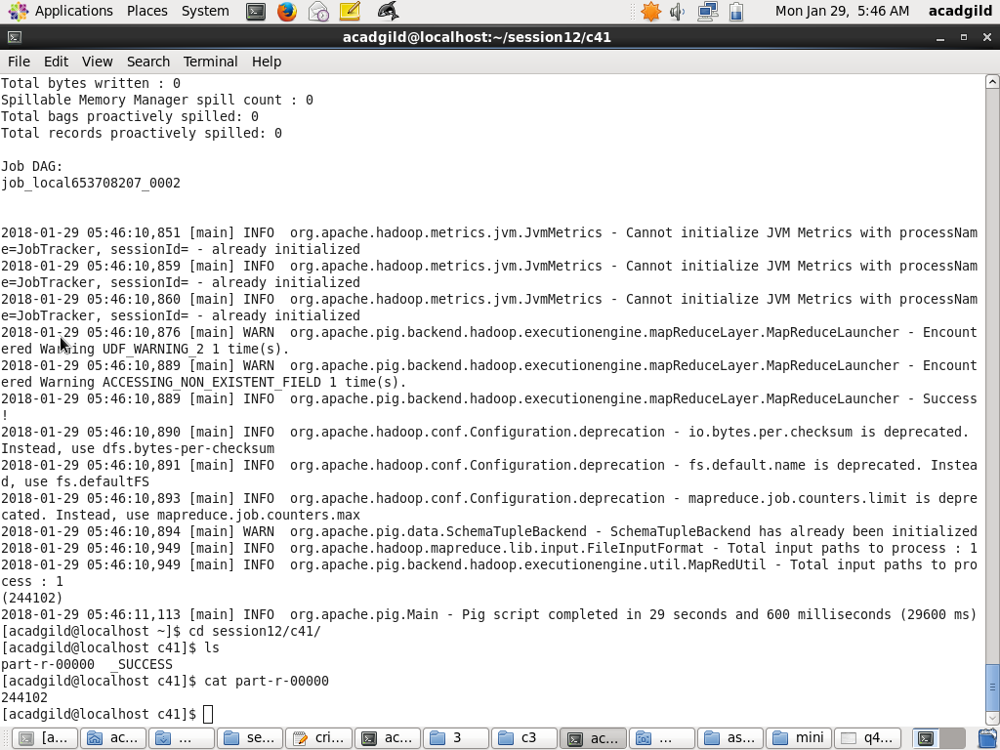 Applications Places System Mon Jan 29, 5:46 AM acadgild
acadgild@localhost:~/session12/c41
File Edit View Search Terminal Help
Total bytes written : 0
Spillable Memory Manager spill count : 0
Total bags proactively spilled: 0
Total records proactively spilled: 0
Job DAG:
job_local653708207_0002
2018-01-29 05:46:10,851 [main] INFO  org.apache.hadoop.metrics.jvm.JvmMetrics - Cannot initialize JVM Metrics with processNam
e=JobTracker, sessionId= - already initialized
2018-01-29 05:46:10,859 [main] INFO  org.apache.hadoop.metrics.jvm.JvmMetrics - Cannot initialize JVM Metrics with processNam
e=JobTracker, sessionId= - already initialized
2018-01-29 05:46:10,860 [main] INFO  org.apache.hadoop.metrics.jvm.JvmMetrics - Cannot initialize JVM Metrics with processNam
e=JobTracker, sessionId= - already initialized
2018-01-29 05:46:10,876 [main] WARN  org.apache.pig.backend.hadoop.executionengine.mapReduceLayer.MapReduceLauncher - Encount
ered Warning UDF_WARNING_2 1 time(s).
2018-01-29 05:46:10,889 [main] WARN  org.apache.pig.backend.hadoop.executionengine.mapReduceLayer.MapReduceLauncher - Encount
ered Warning ACCESSING_NON_EXISTENT_FIELD 1 time(s).
2018-01-29 05:46:10,889 [main] INFO  org.apache.pig.backend.hadoop.executionengine.mapReduceLayer.MapReduceLauncher - Success
!
2018-01-29 05:46:10,890 [main] INFO  org.apache.hadoop.conf.Configuration.deprecation - io.bytes.per.checksum is deprecated.
Instead, use dfs.bytes-per-checksum
2018-01-29 05:46:10,891 [main] INFO  org.apache.hadoop.conf.Configuration.deprecation - fs.default.name is deprecated. Instea
d, use fs.defaultFS
2018-01-29 05:46:10,893 [main] INFO  org.apache.hadoop.conf.Configuration.deprecation - mapreduce.job.counters.limit is depre
cated. Instead, use mapreduce.job.counters.max
2018-01-29 05:46:10,894 [main] WARN  org.apache.pig.data.SchemaTupleBackend - SchemaTupleBackend has already been initialized
2018-01-29 05:46:10,949 [main] INFO  org.apache.hadoop.mapreduce.lib.input.FileInputFormat - Total input paths to process : 1
2018-01-29 05:46:10,949 [main] INFO  org.apache.pig.backend.hadoop.executionengine.util.MapRedUtil - Total input paths to pro
cess : 1
(244102)
2018-01-29 05:46:11,113 [main] INFO  org.apache.pig.Main - Pig script completed in 29 seconds and 600 milliseconds (29600 ms)
[acadgild@localhost ~]$ cd session12/c41/
[acadgild@localhost c41]$ ls
part-r-00000  _SUCCESS
[acadgild@localhost c41]$ cat part-r-00000
244102
[acadgild@localhost c41]$
[a... ac... ... se... cri... ac... 3 c3 ac... ... as... mini q4...